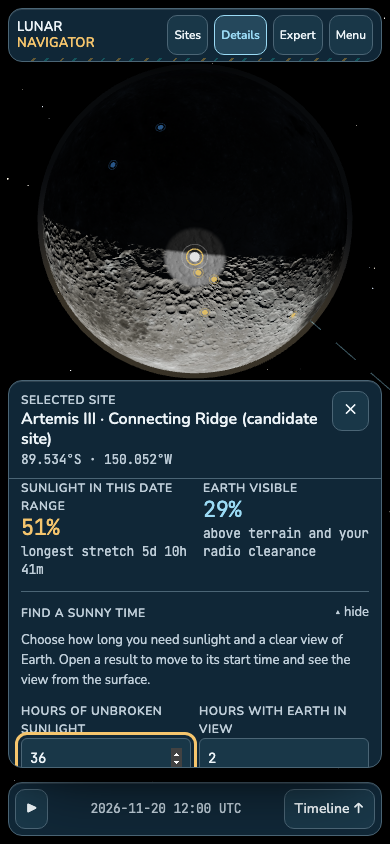 LUNAR
NAVIGATOR
Sites
Details
Expert
Menu
SELECTED SITE
Artemis III · Connecting Ridge (candidate
site)
89.534°S · 150.052°W
SUNLIGHT IN THIS DATE
RANGE
51%
longest stretch 5d 10h
41m
EARTH VISIBLE
29%
above terrain and your
radio clearance
FIND A SUNNY TIME
▴ hide
Choose how long you need sunlight and a clear view of
Earth. Open a result to move to its start time and see the
view from the surface.
HOURS OF UNBROKEN
SUNLIGHT
36
HOURS WITH EARTH IN
VIEW
2
2026-11-20 12:00 UTC
Timeline ↑